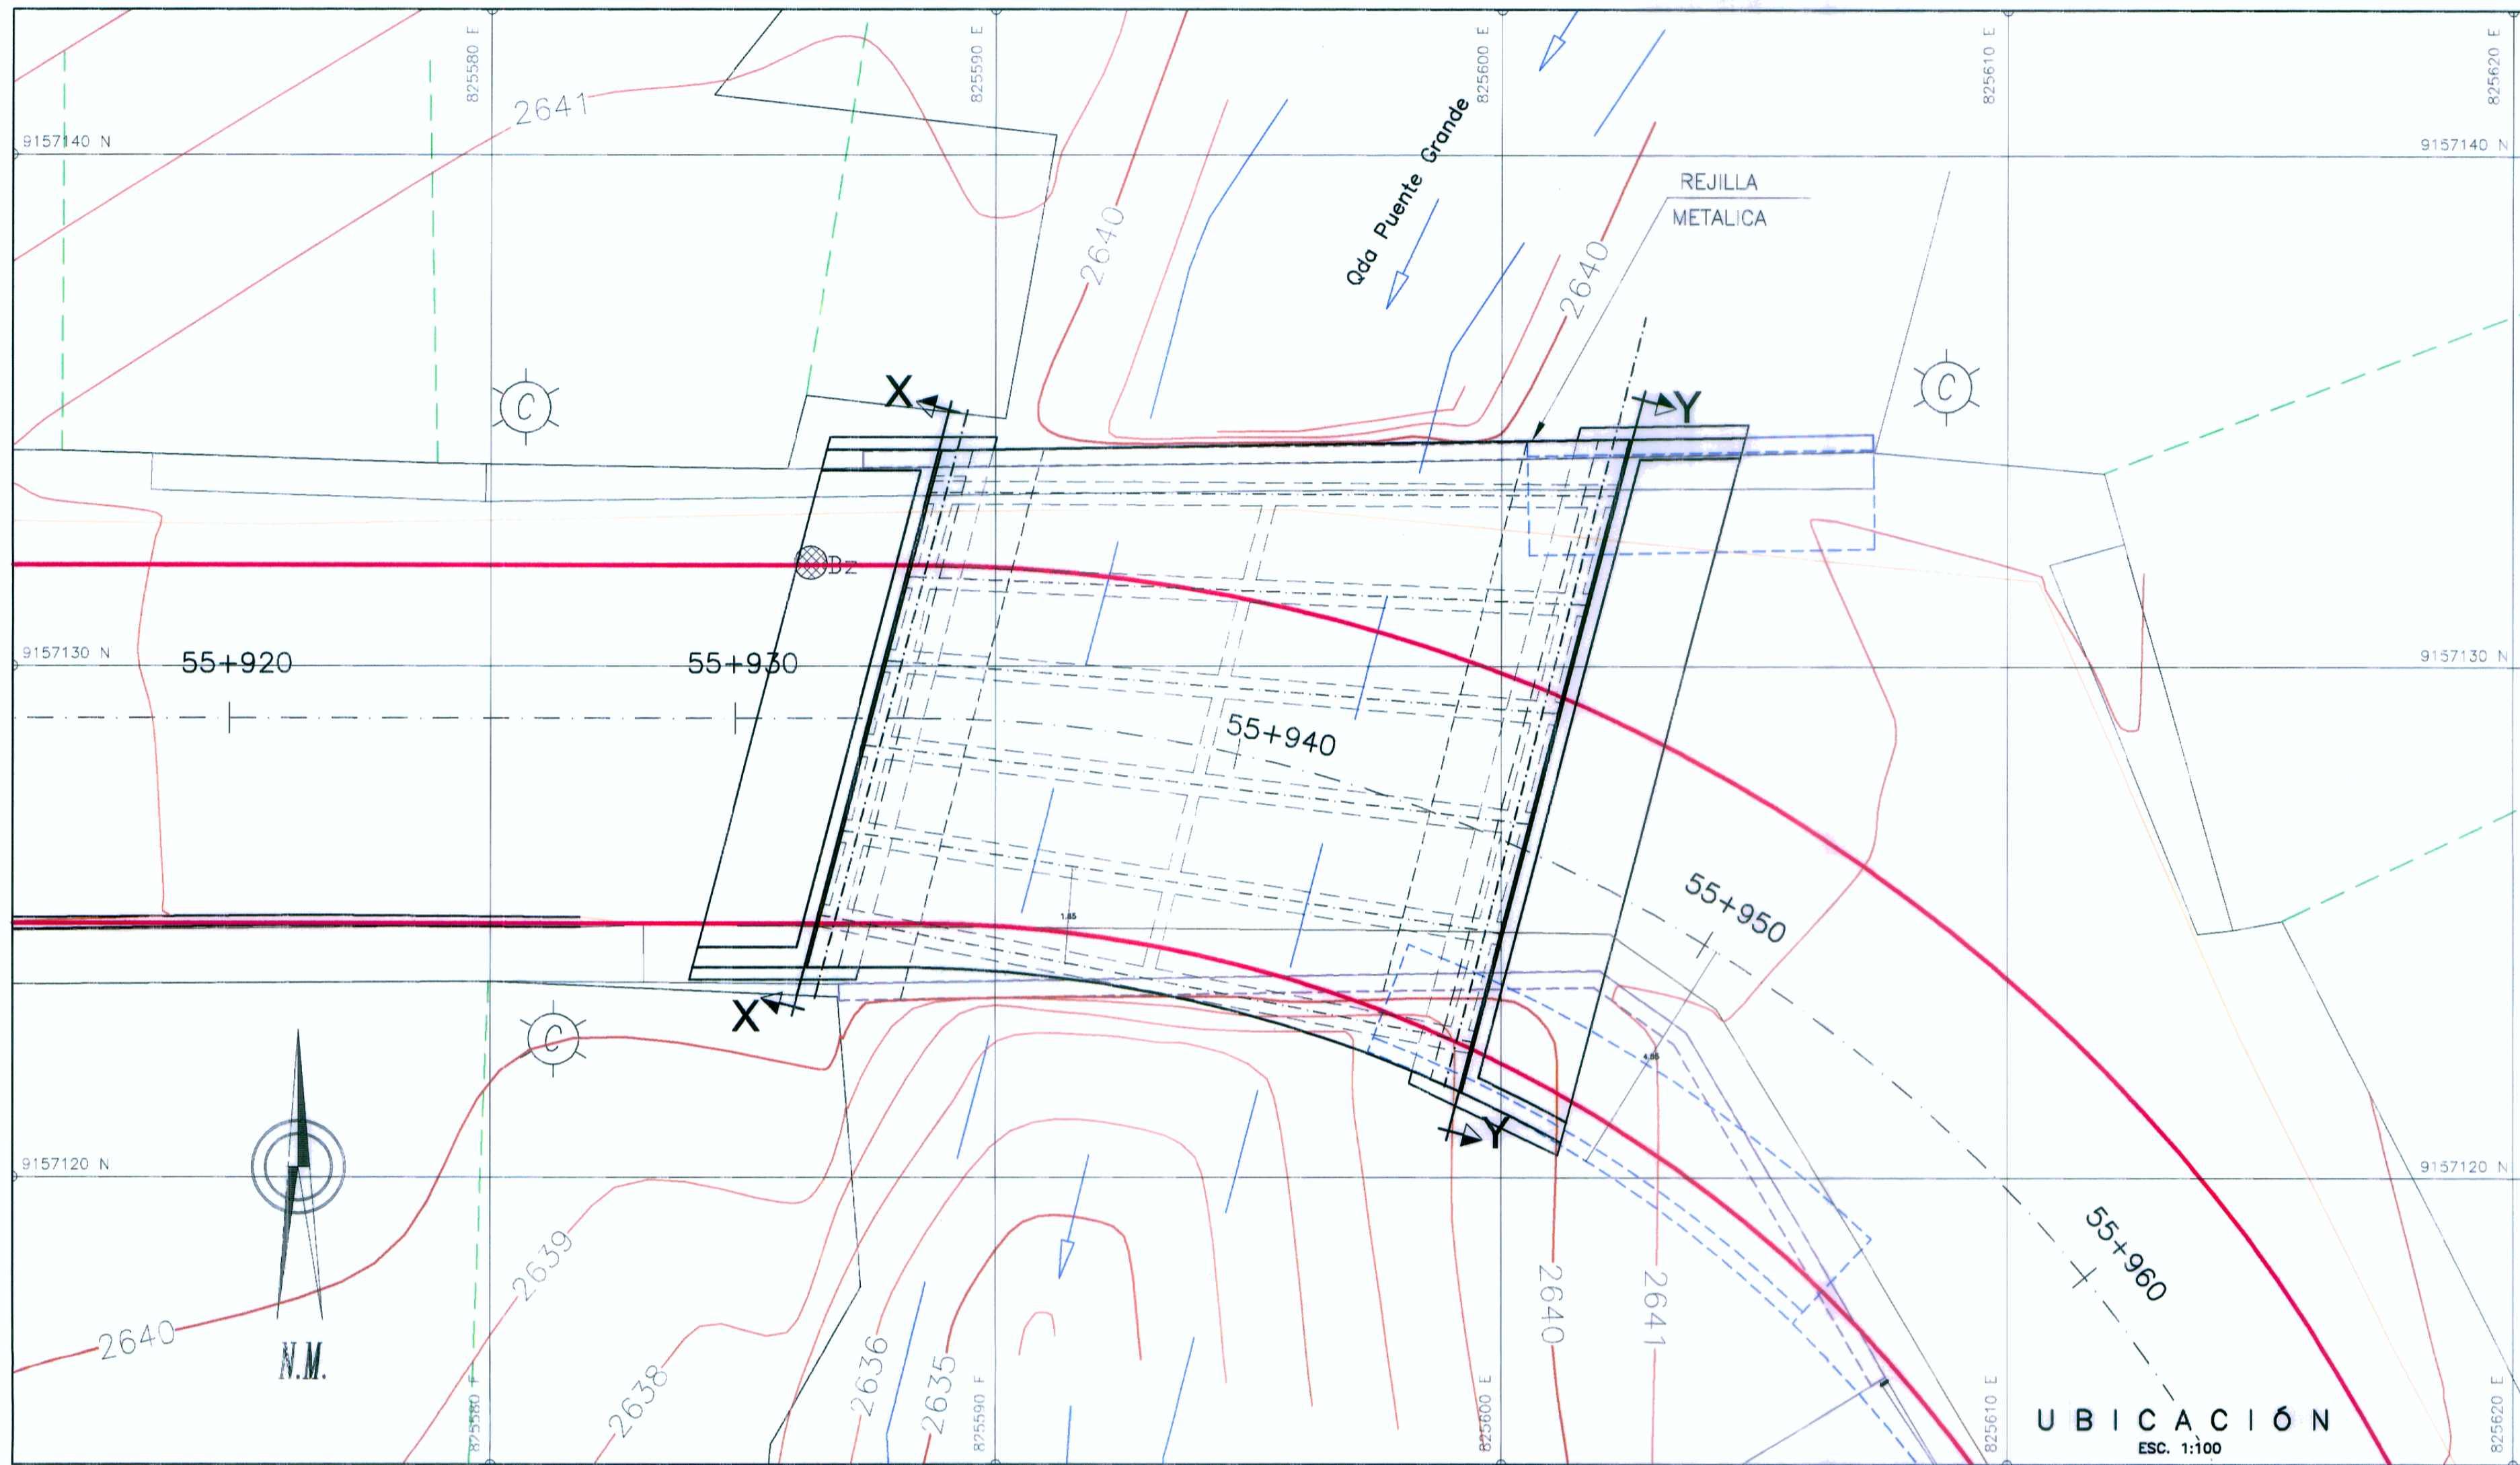 825580 E
825590 E
825600 E
825610 E
825620 E
2641
9157140 N
9157140 N
Qda Puente Grande
REJILLA
METALICA
2640
2640
C
C
X
Y
Bz
9157130 N
9157130 N
55+920
55+930
55+940
55+950
1.85
X
C
4.85
Y
9157120 N
9157120 N
55+960
2639
2640
2640
2641
N.M.
2638
2636
2635
825580 E
825590 E
825600 E
825610 E
825620 E
UBICACIÓN
ESC. 1:100